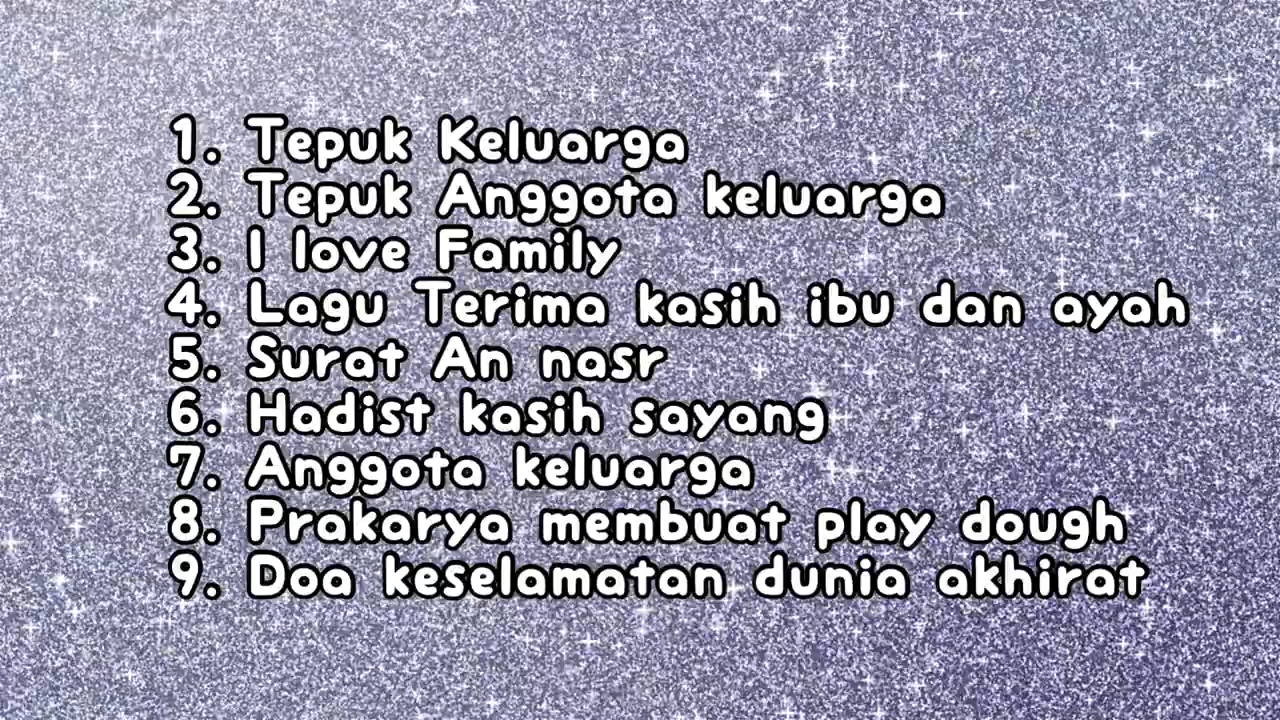 1. Tepuk Keluarga
2. Tepuk Anggota keluarga
3. I love Family
4. Lagu Terima kasih ibu dan ayah
5. Surat An nasr
6. Hadist kasih sayang
7. Anggota keluarga
8. Prakarya membuat play dough
9. Doa keselamatan dunia akhirat